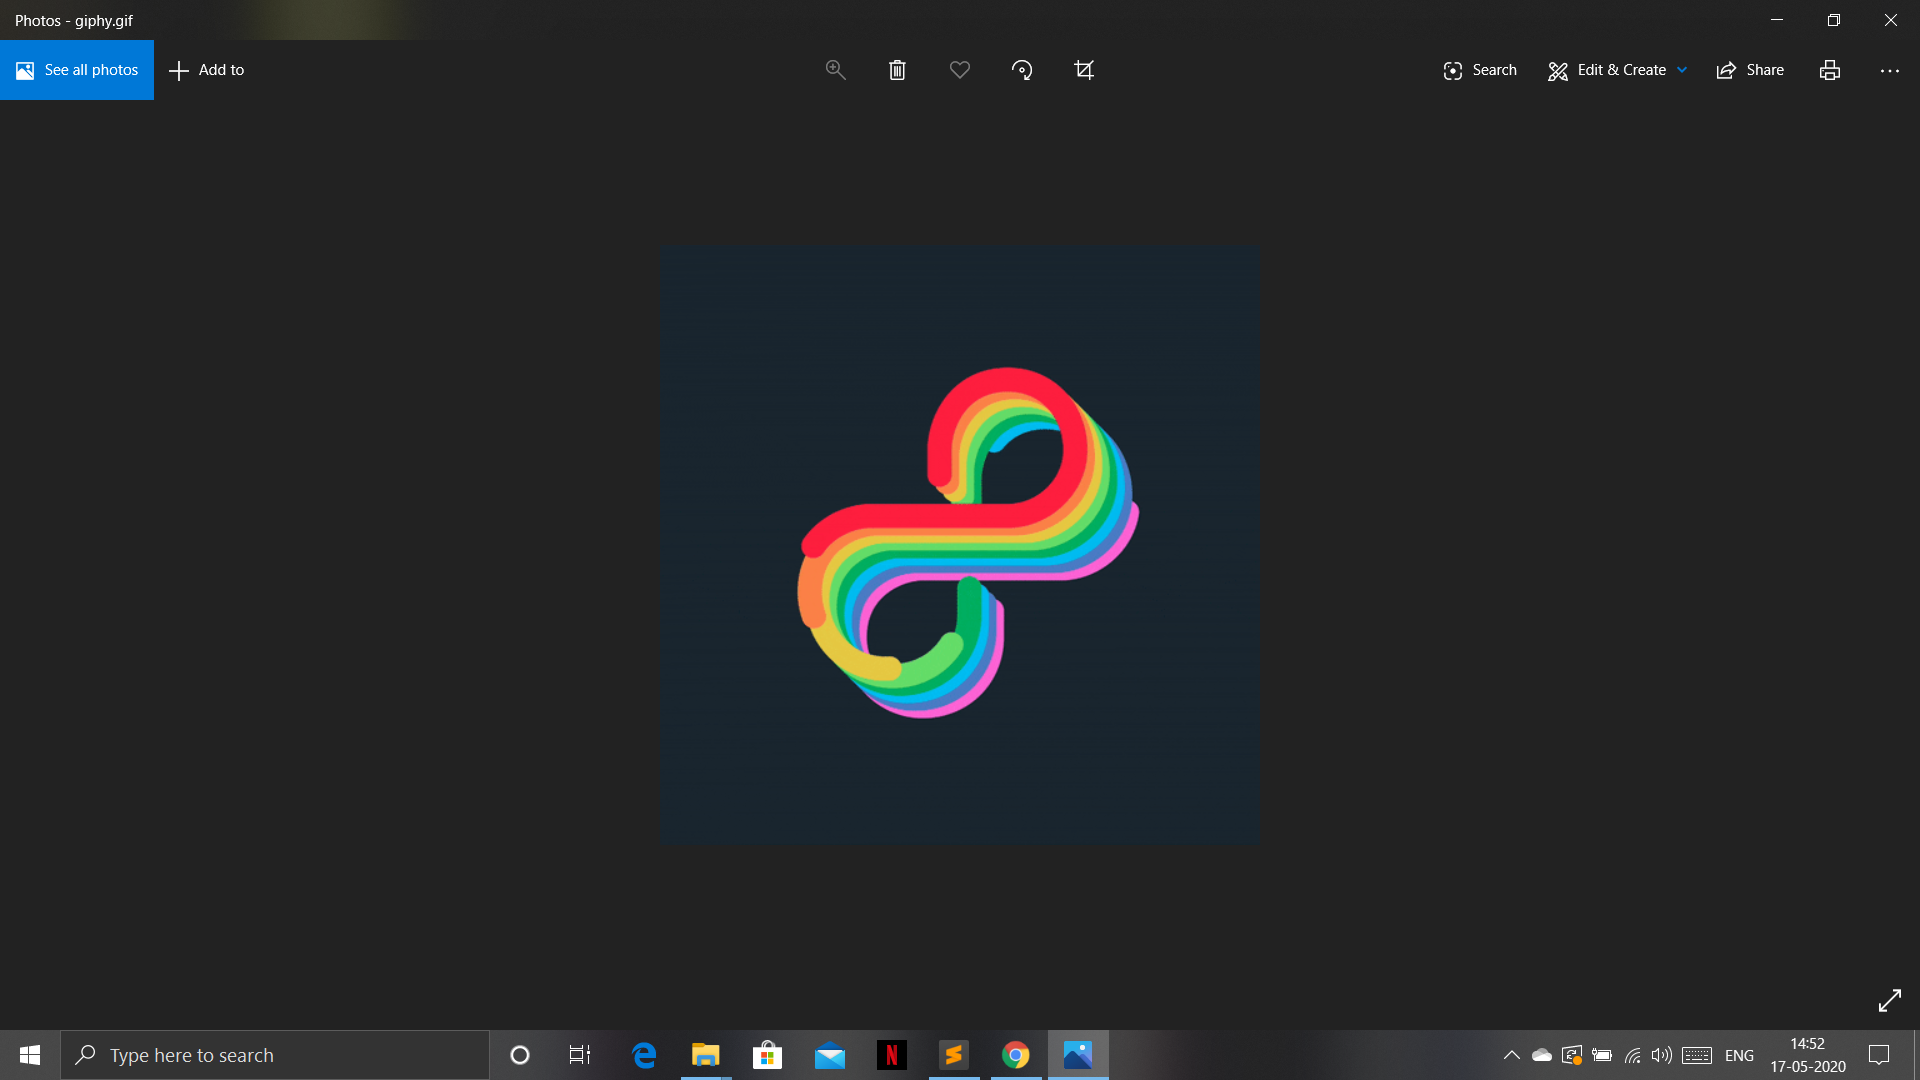 Photos - giphy.gif
See all photos
Add to
Search
Edit & Create
Share
Type here to search
N
ENG
14:52
17-05-2020